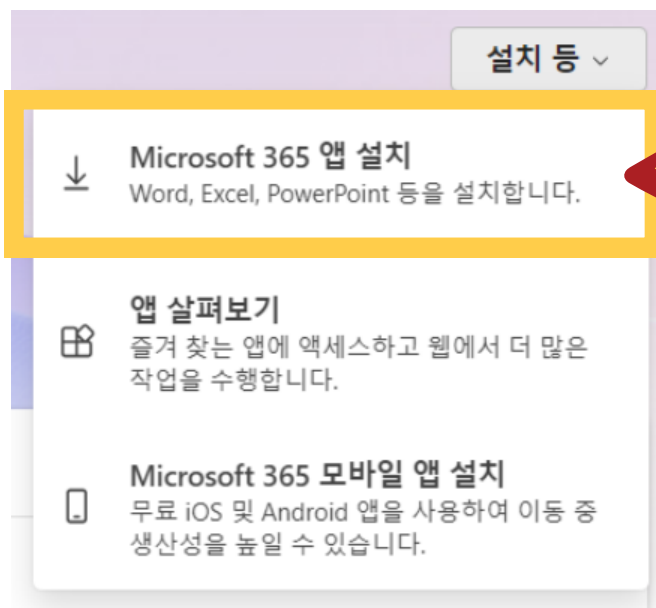 설치 등
Microsoft 365 앱 설치
Word, Excel, PowerPoint 등을 설치합니다.
앱 살펴보기
즐겨 찾는 앱에 액세스하고 웹에서 더 많은
작업을 수행합니다.
Microsoft 365 모바일 앱 설치
무료 iOS 및 Android 앱을 사용하여 이동 중
생산성을 높일 수 있습니다.